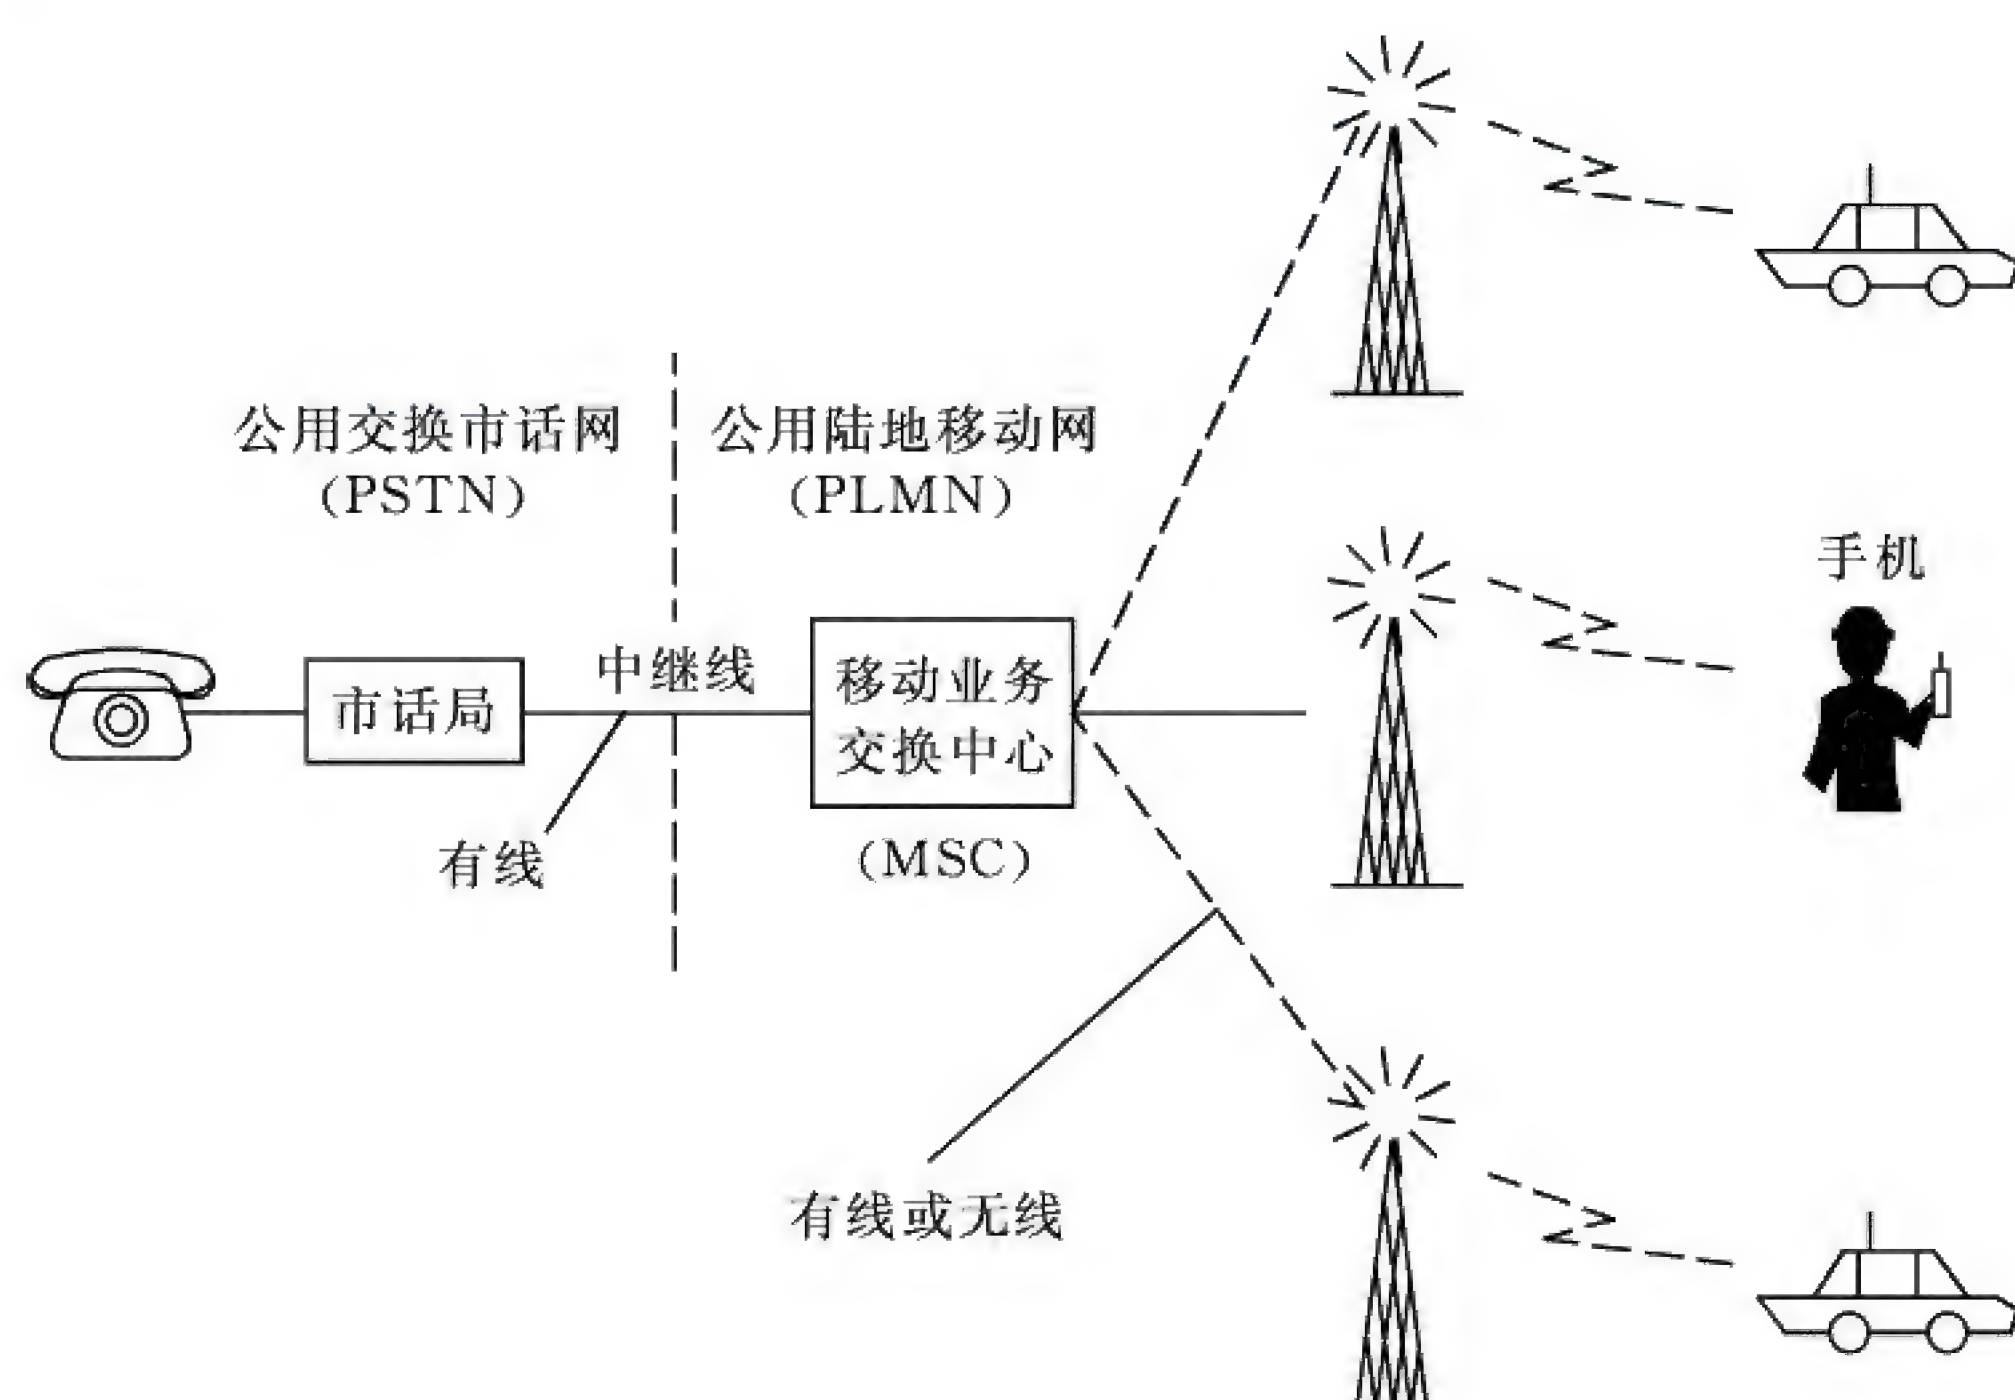 公用交换市话网
(PSTN)
公用陆地移动网
(PLMN)
手机
市话局
中继线
移动业务
交换中心
有线
(MSC)
有线或无线